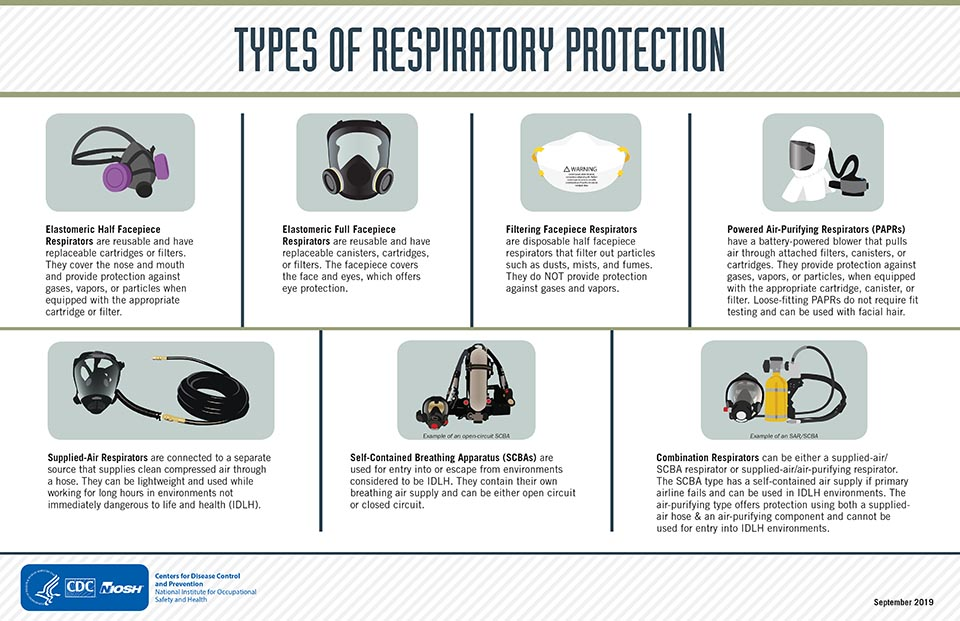 TYPES OF RESPIRATORY PROTECTION
WARNING
Elastomeric Half Facepiece
Respirators are reusable and have
replaceable cartridges or filters.
They cover the nose and mouth
and provide protection against
gases, vapors, or particles when
equipped with the appropriate
cartridge or filter.
Elastomeric Full Facepiece
Respirators are reusable and have
replaceable canisters, cartridges,
or filters. The facepiece covers
the face and eyes, which offers
eye protection.
Filtering Facepiece Respirators
are disposable half facepiece
respirators that filter out particles
such as dusts, mists, and fumes.
They do NOT provide protection
against gases and vapors.
Powered Air-Purifying Respirators (PAPRs)
have a battery-powered blower that pulls
air through attached filters, canisters, or
cartridges. They provide protection against
gases, vapors, or particles, when equipped
with the appropriate cartridge, canister, or
filter. Loose-fitting PAPRs do not require fit
testing and can be used with facial hair.
Supplied-Air Respirators are connected to a separate
source that supplies clean compressed air through
a hose. They can be lightweight and used while
working for long hours in environments not
immediately dangerous to life and health (IDLH).
Example of an open-circuit SCBA
Self-Contained Breathing Apparatus (SCBAs) are
used for entry into or escape from environments
considered to be IDLH. They contain their own
breathing air supply and can be either open circuit
or closed circuit.
Example of an SAR/SCBA
Combination Respirators can be either a supplied-air/
SCBA respirator or supplied-air/air-purifying respirator.
The SCBA type has a self-contained air supply if primary
airline fails and can be used in IDLH environments. The
air-purifying type offers protection using both a supplied-
air hose & an air-purifying component and cannot be
used for entry into IDLH environments.
CDC NIOSH
Centers for Disease Control
and Prevention
National Institute for Occupational
Safety and Health
September 2019